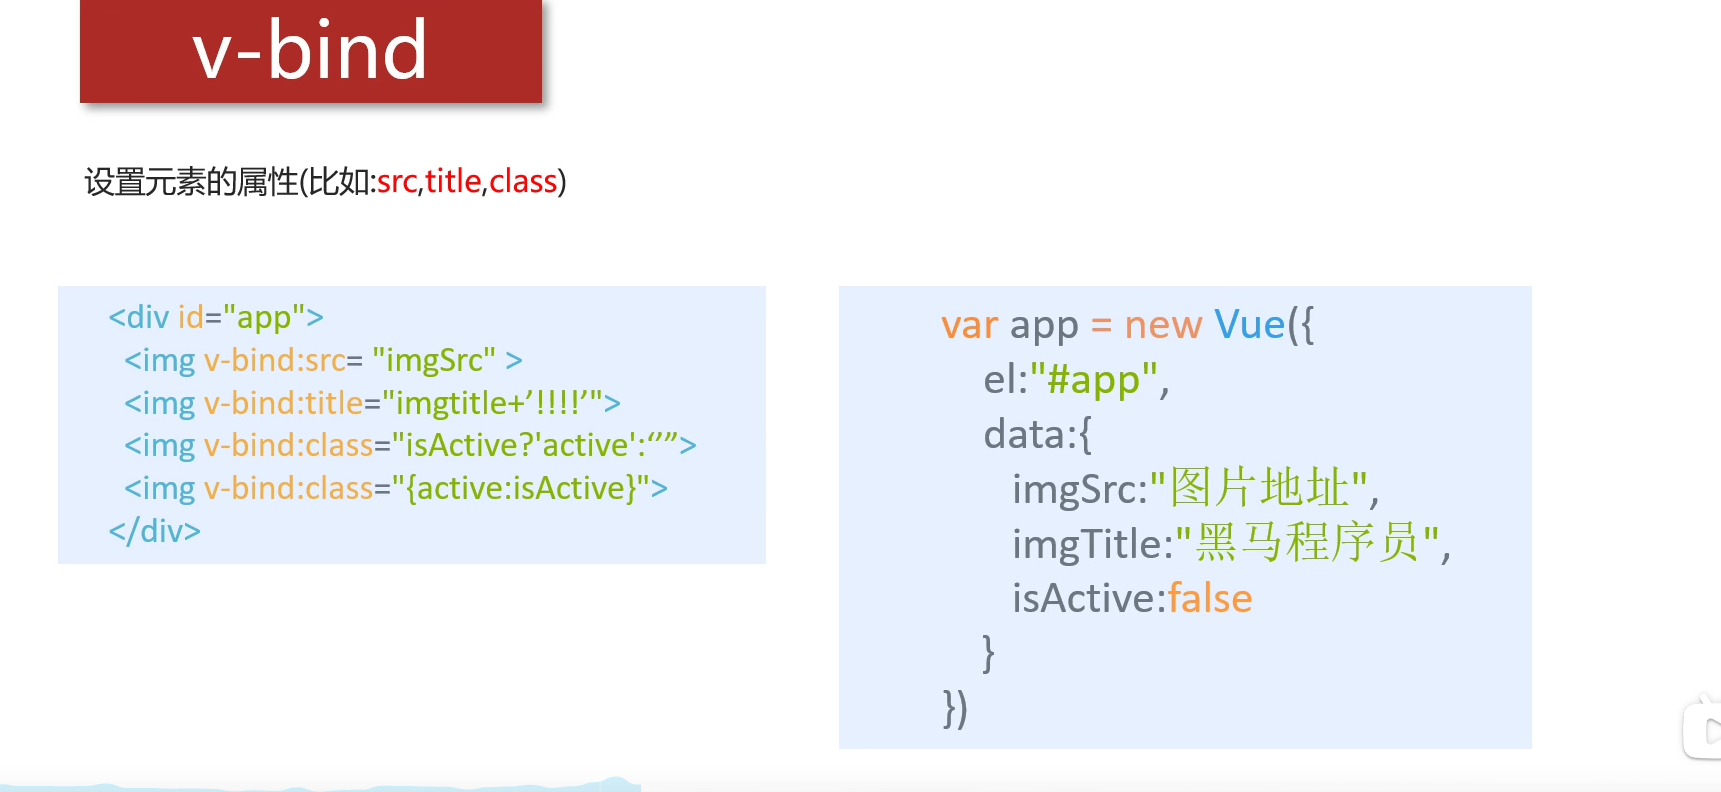 v-bind
设置元素的属性(比如:src,title,class)
<div id="app">
<img v-bind:src= "imgSrc" >
<img v-bind:title="imgtitle+’!!!!’">
<img v-bind:class="isActive?'active':‘’”>
<img v-bind:class="{active:isActive}">
</div>
var app = new Vue({
el:"#app",
data:{
imgSrc:"图片地址",
imgTitle:"黑马程序员",
isActive:false
}
})